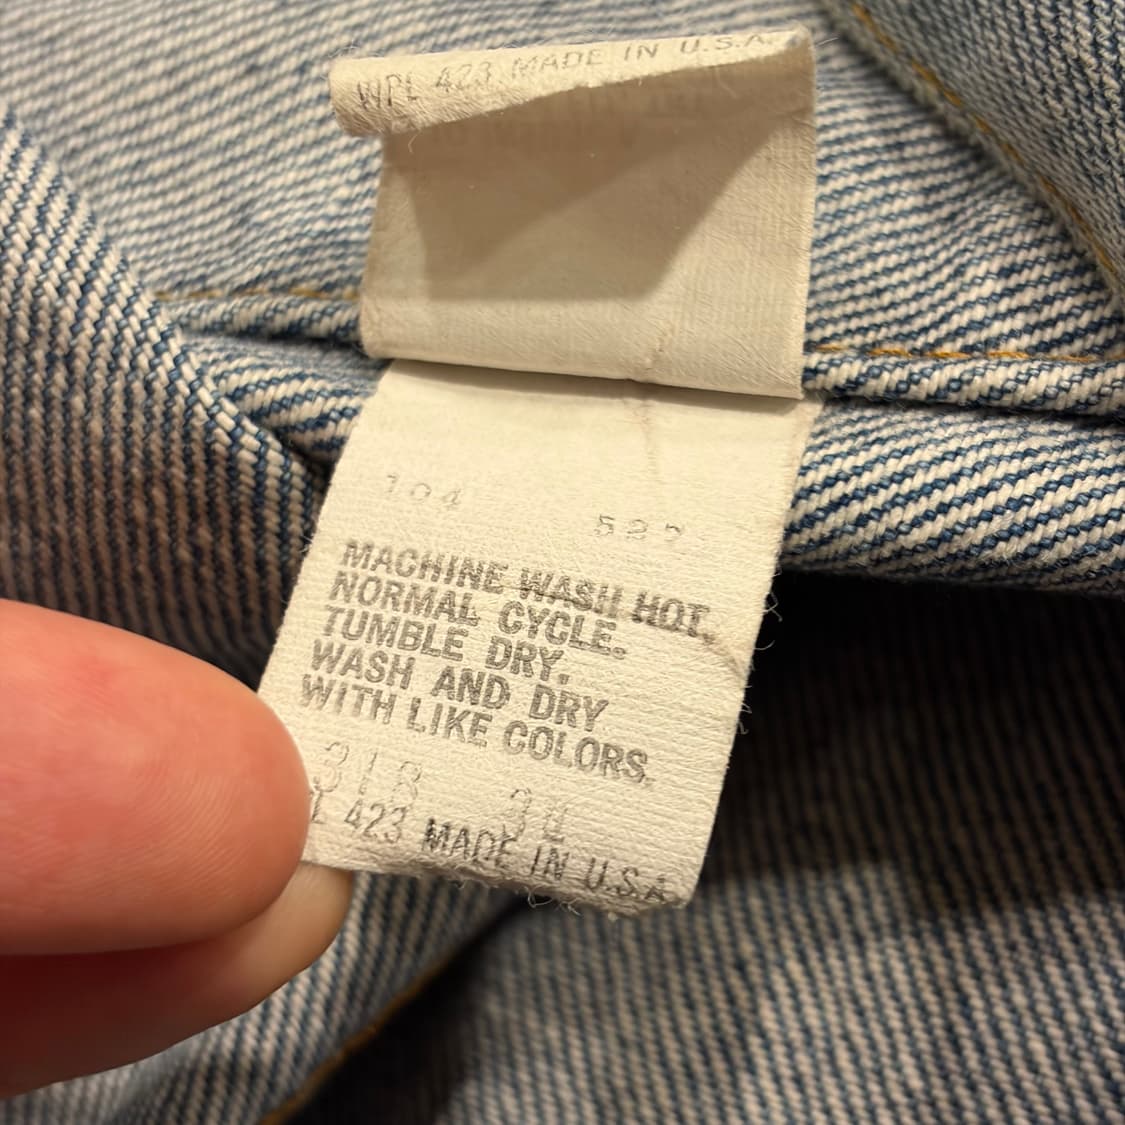 WPL 423 MADE IN U.S.A.
104
MACHINE WASH HOT,
NORMAL CYCLE.
TUMBLE DRY.
WASH AND DRY
WITH LIKE COLORS.
318
423 MADE IN U.S.A